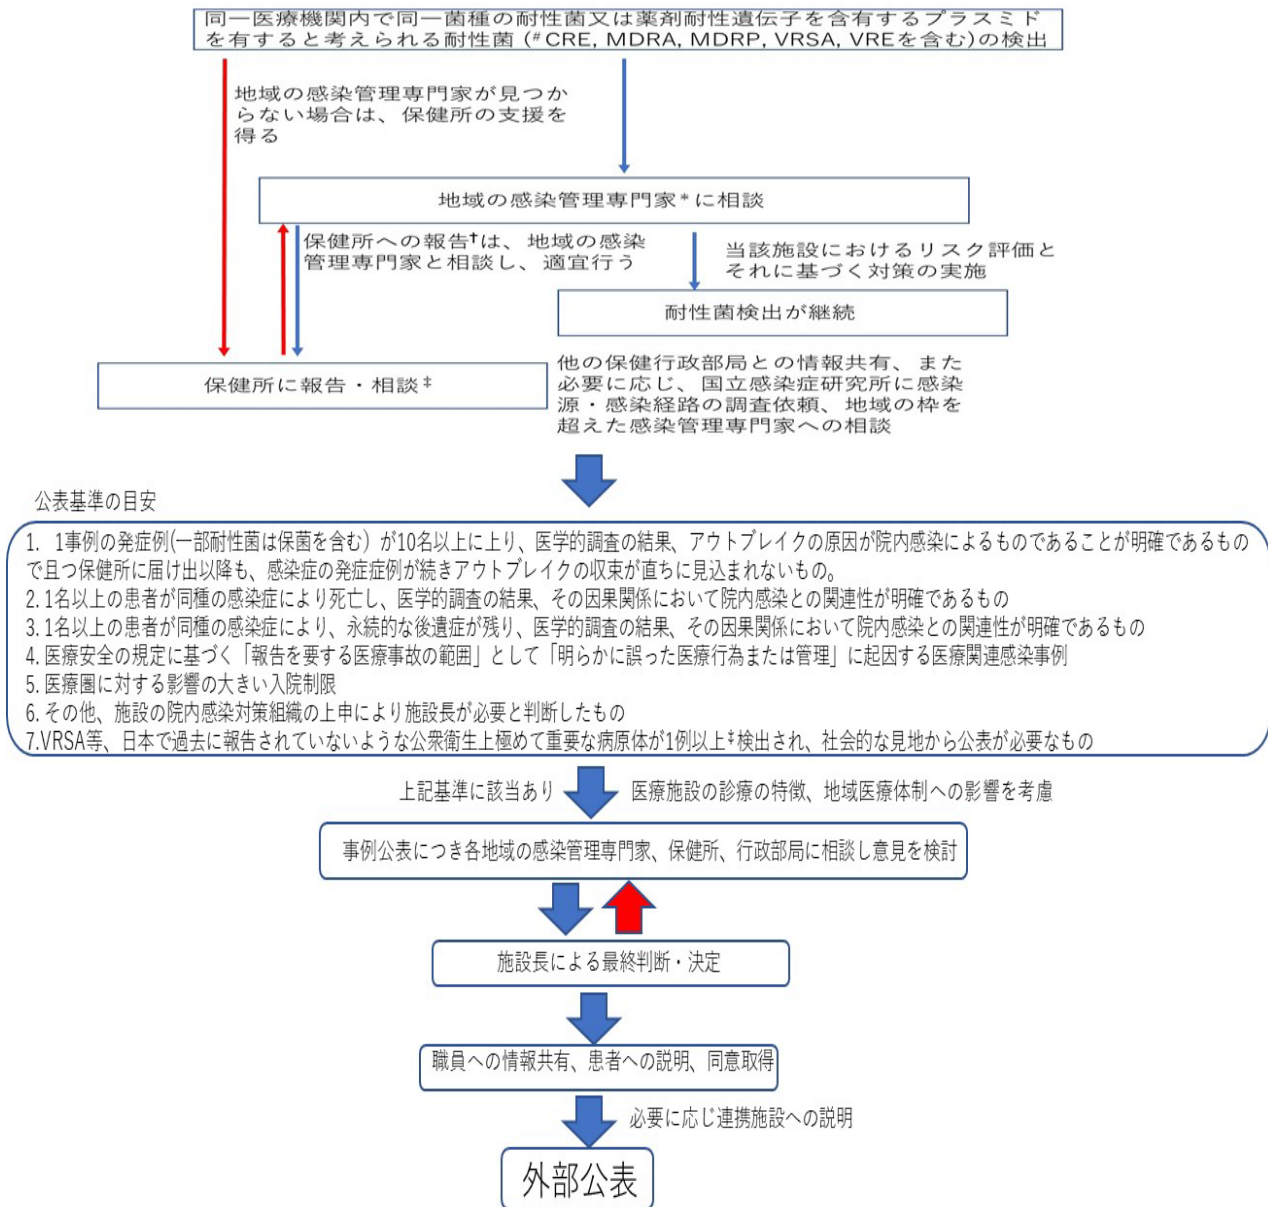 同一医療機関内で同一菌種の耐性菌又は薬剤耐性遺伝子を含有するプラスミド
を有すると考えられる耐性菌(#CRE, MDRA, MDRP, VRSA, VREを含む)の検出
地域の感染管理専門家が見つか
らない場合は、保健所の支援を
得る
地域の感染管理専門家*に相談
保健所への報告†は、地域の感染
管理専門家と相談し、適宜行う
当該施設におけるリスク評価と
それに基づく対策の実施
耐性菌検出が継続
保健所に報告・相談‡
他の保健行政部局との情報共有、また
必要に応じ、国立感染症研究所に感染
源・感染経路の調査依頼、地域の枠を
超えた感染管理専門家への相談
公表基準の目安
1. 1事例の発症例(一部耐性菌は保菌を含む) が10名以上に上り、医学的調査の結果、アウトブレイクの原因が院内感染によるものであることが明確であるもの
で且つ保健所に届け出以降も、感染症の発症症例が続きアウトブレイクの収束が直ちに見込まれないもの。
2. 1名以上の患者が同種の感染症により死亡し、医学的調査の結果、その因果関係において院内感染との関連性が明確であるもの
3. 1名以上の患者が同種の感染症により、永続的な後遺症が残り、医学的調査の結果、その因果関係において院内感染との関連性が明確であるもの
4. 医療安全の規定に基づく「報告を要する医療事故の範囲」として「明らかに誤った医療行為または管理」に起因する医療関連感染事例
5. 医療圏に対する影響の大きい入院制限
6. その他、施設の院内感染対策組織の上申により施設長が必要と判断したもの
7.VRSA等、日本で過去に報告されていないような公衆衛生上極めて重要な病原体が1例以上‡検出され、社会的な見地から公表が必要なもの
上記基準に該当あり
医療施設の診療の特徴、地域医療体制への影響を考慮
事例公表につき各地域の感染管理専門家、保健所、行政部局に相談し意見を検討
施設長による最終判断・決定
職員への情報共有、患者への説明、同意取得
必要に応じ連携施設への説明
外部公表